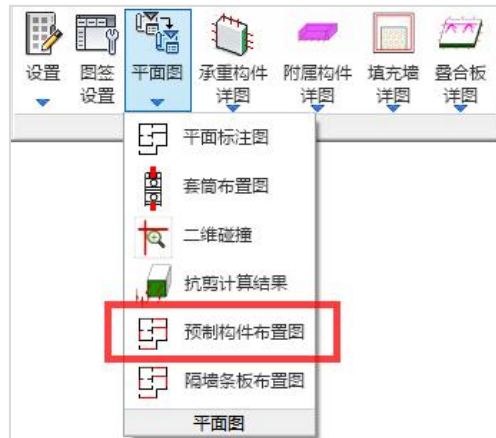 设置
图签
设置
平面图
承重构件
详图
附属构件
详图
填充墙
详图
叠合板
详图
平面标注图
套筒布置图
二维碰撞
抗剪计算结果
预制构件布置图
隔墙条板布置图
平面图